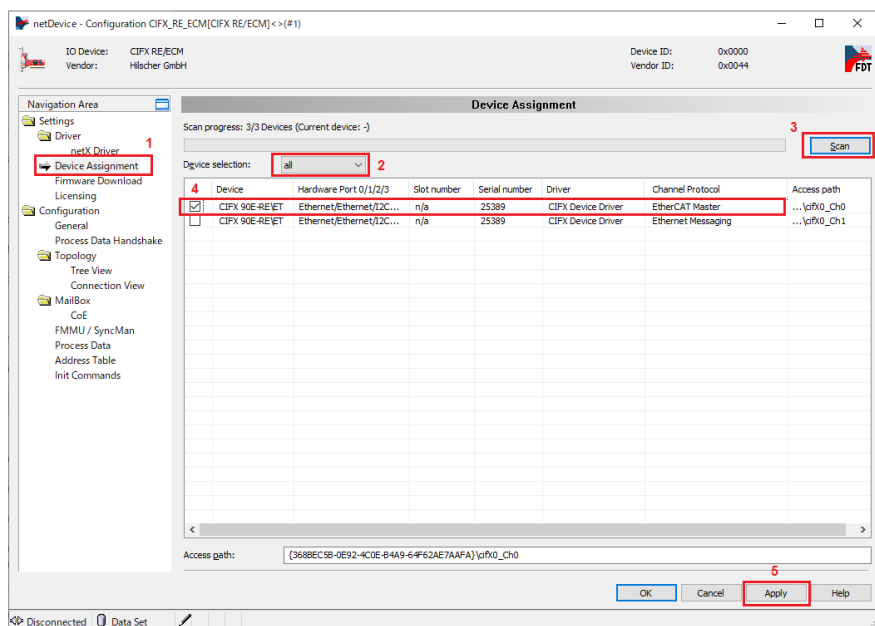 netDevice - Configuration CIFX_RE_ECM[CIFX RE/ECM]<>(#1)
IO Device: CIFX RE/ECM Device ID: 0x0000
Vendor: Hilscher GmbH Vendor ID: 0x0044
FDT
Navigation Area
Device Assignment
Settings
Driver
netX Driver
1
Device Assignment
Firmware Download
Licensing
Configuration
General
Process Data Handshake
Topology
Tree View
Connection View
MailBox
CoE
FMMU / SyncMan
Process Data
Address Table
Init Commands
Scan progress: 3/3 Devices (Current device: -)
3
Scan
Device selection: all 2
4 Device Hardware Port 0/1/2/3 Slot number Serial number Driver Channel Protocol Access path
CIFX 90E-RE\ET Ethernet/Ethernet/I2C... n/a 25389 CIFX Device Driver EtherCAT Master ...\cifX0_Ch0
CIFX 90E-RE\ET Ethernet/Ethernet/I2C... n/a 25389 CIFX Device Driver Ethernet Messaging ...\cifX0_Ch1
Access path: {368BEC5B-0E92-4C0E-B4A9-64F62AE7AAFA}\cifX0_Ch0
5
OK Cancel Apply Help
Disconnected Data Set